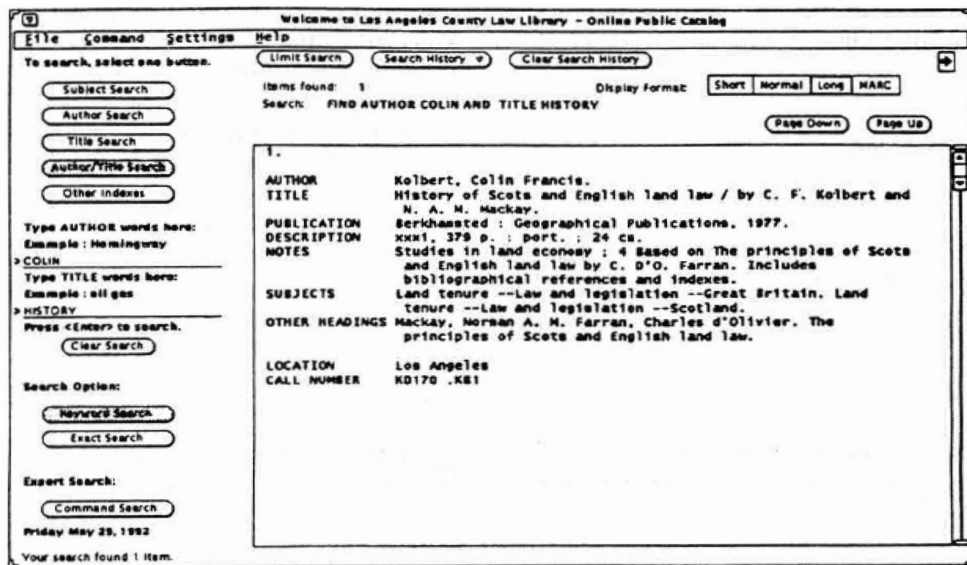 Welcome to Los Angeles County Law Library - Online Public Catalog
File Command Settings Help
To search, select one button.
Subject Search
Author Search
Title Search
Author/Title Search
Other Indexes
Type AUTHOR words here:
Example : Hemingway
> COLIN
Type TITLE words here:
Example : oil gas
> HISTORY
Press <Enter> to search.
Clear Search
Search Option:
Keyword Search
Exact Search
Expert Search:
Command Search
Friday May 29, 1992
Your search found 1 item.
Limit Search Search History Clear Search History
Items found: 1 Display Format: Short Normal Long MARC
Search: FIND AUTHOR COLIN AND TITLE HISTORY
Page Down Page Up
1.
AUTHOR Kolbert, Colin Francis.
TITLE History of Scots and English land law / by C. F. Kolbert and
N. A. M. Mackay.
PUBLICATION Berkhamsted : Geographical Publications, 1977.
DESCRIPTION xxxi, 379 p. : port. ; 24 cm.
NOTES Studies in land economy ; 4 Based on The principles of Scots
and English land law by C. D'O. Farran. Includes
bibliographical references and indexes.
SUBJECTS Land tenure --Law and legislation --Great Britain. Land
tenure --Law and legislation --Scotland.
OTHER HEADINGS Mackay, Norman A. M. Farran, Charles d'Olivier. The
principles of Scots and English land law.
LOCATION Los Angeles
CALL NUMBER KD170 .K81